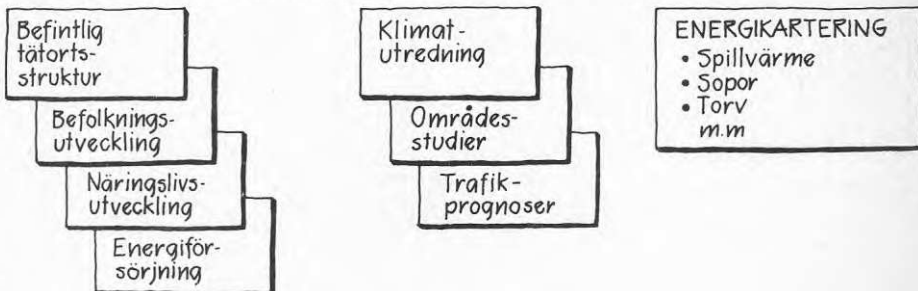 Befintlig
tätorts-
struktur
Befolknings-
utveckling
Näringslivs-
utveckling
Energiför-
sörjning
Klimat-
utredning
Områdes-
studier
Trafik-
prognoser
ENERGIKARTERING
• Spillvärme
• Sopor
• Torv
m.m